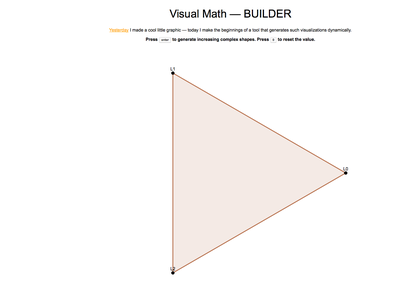 Visual Math — BUILDER
Yesterday I made a cool little graphic — today I make the beginnings of a tool that generates such visualizations dynamically.
Press enter to generate increasing complex shapes. Press to reset the value.
L1
L0
L2